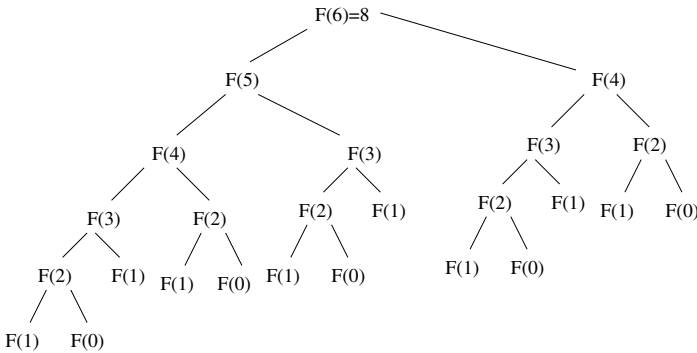 F(6)=8
F(5) F(4)
F(4) F(3) F(3) F(2)
F(3) F(2) F(2) F(1) F(2) F(1) F(1) F(0)
F(2) F(1) F(1) F(0) F(1) F(0) F(1) F(0)
F(1) F(0)